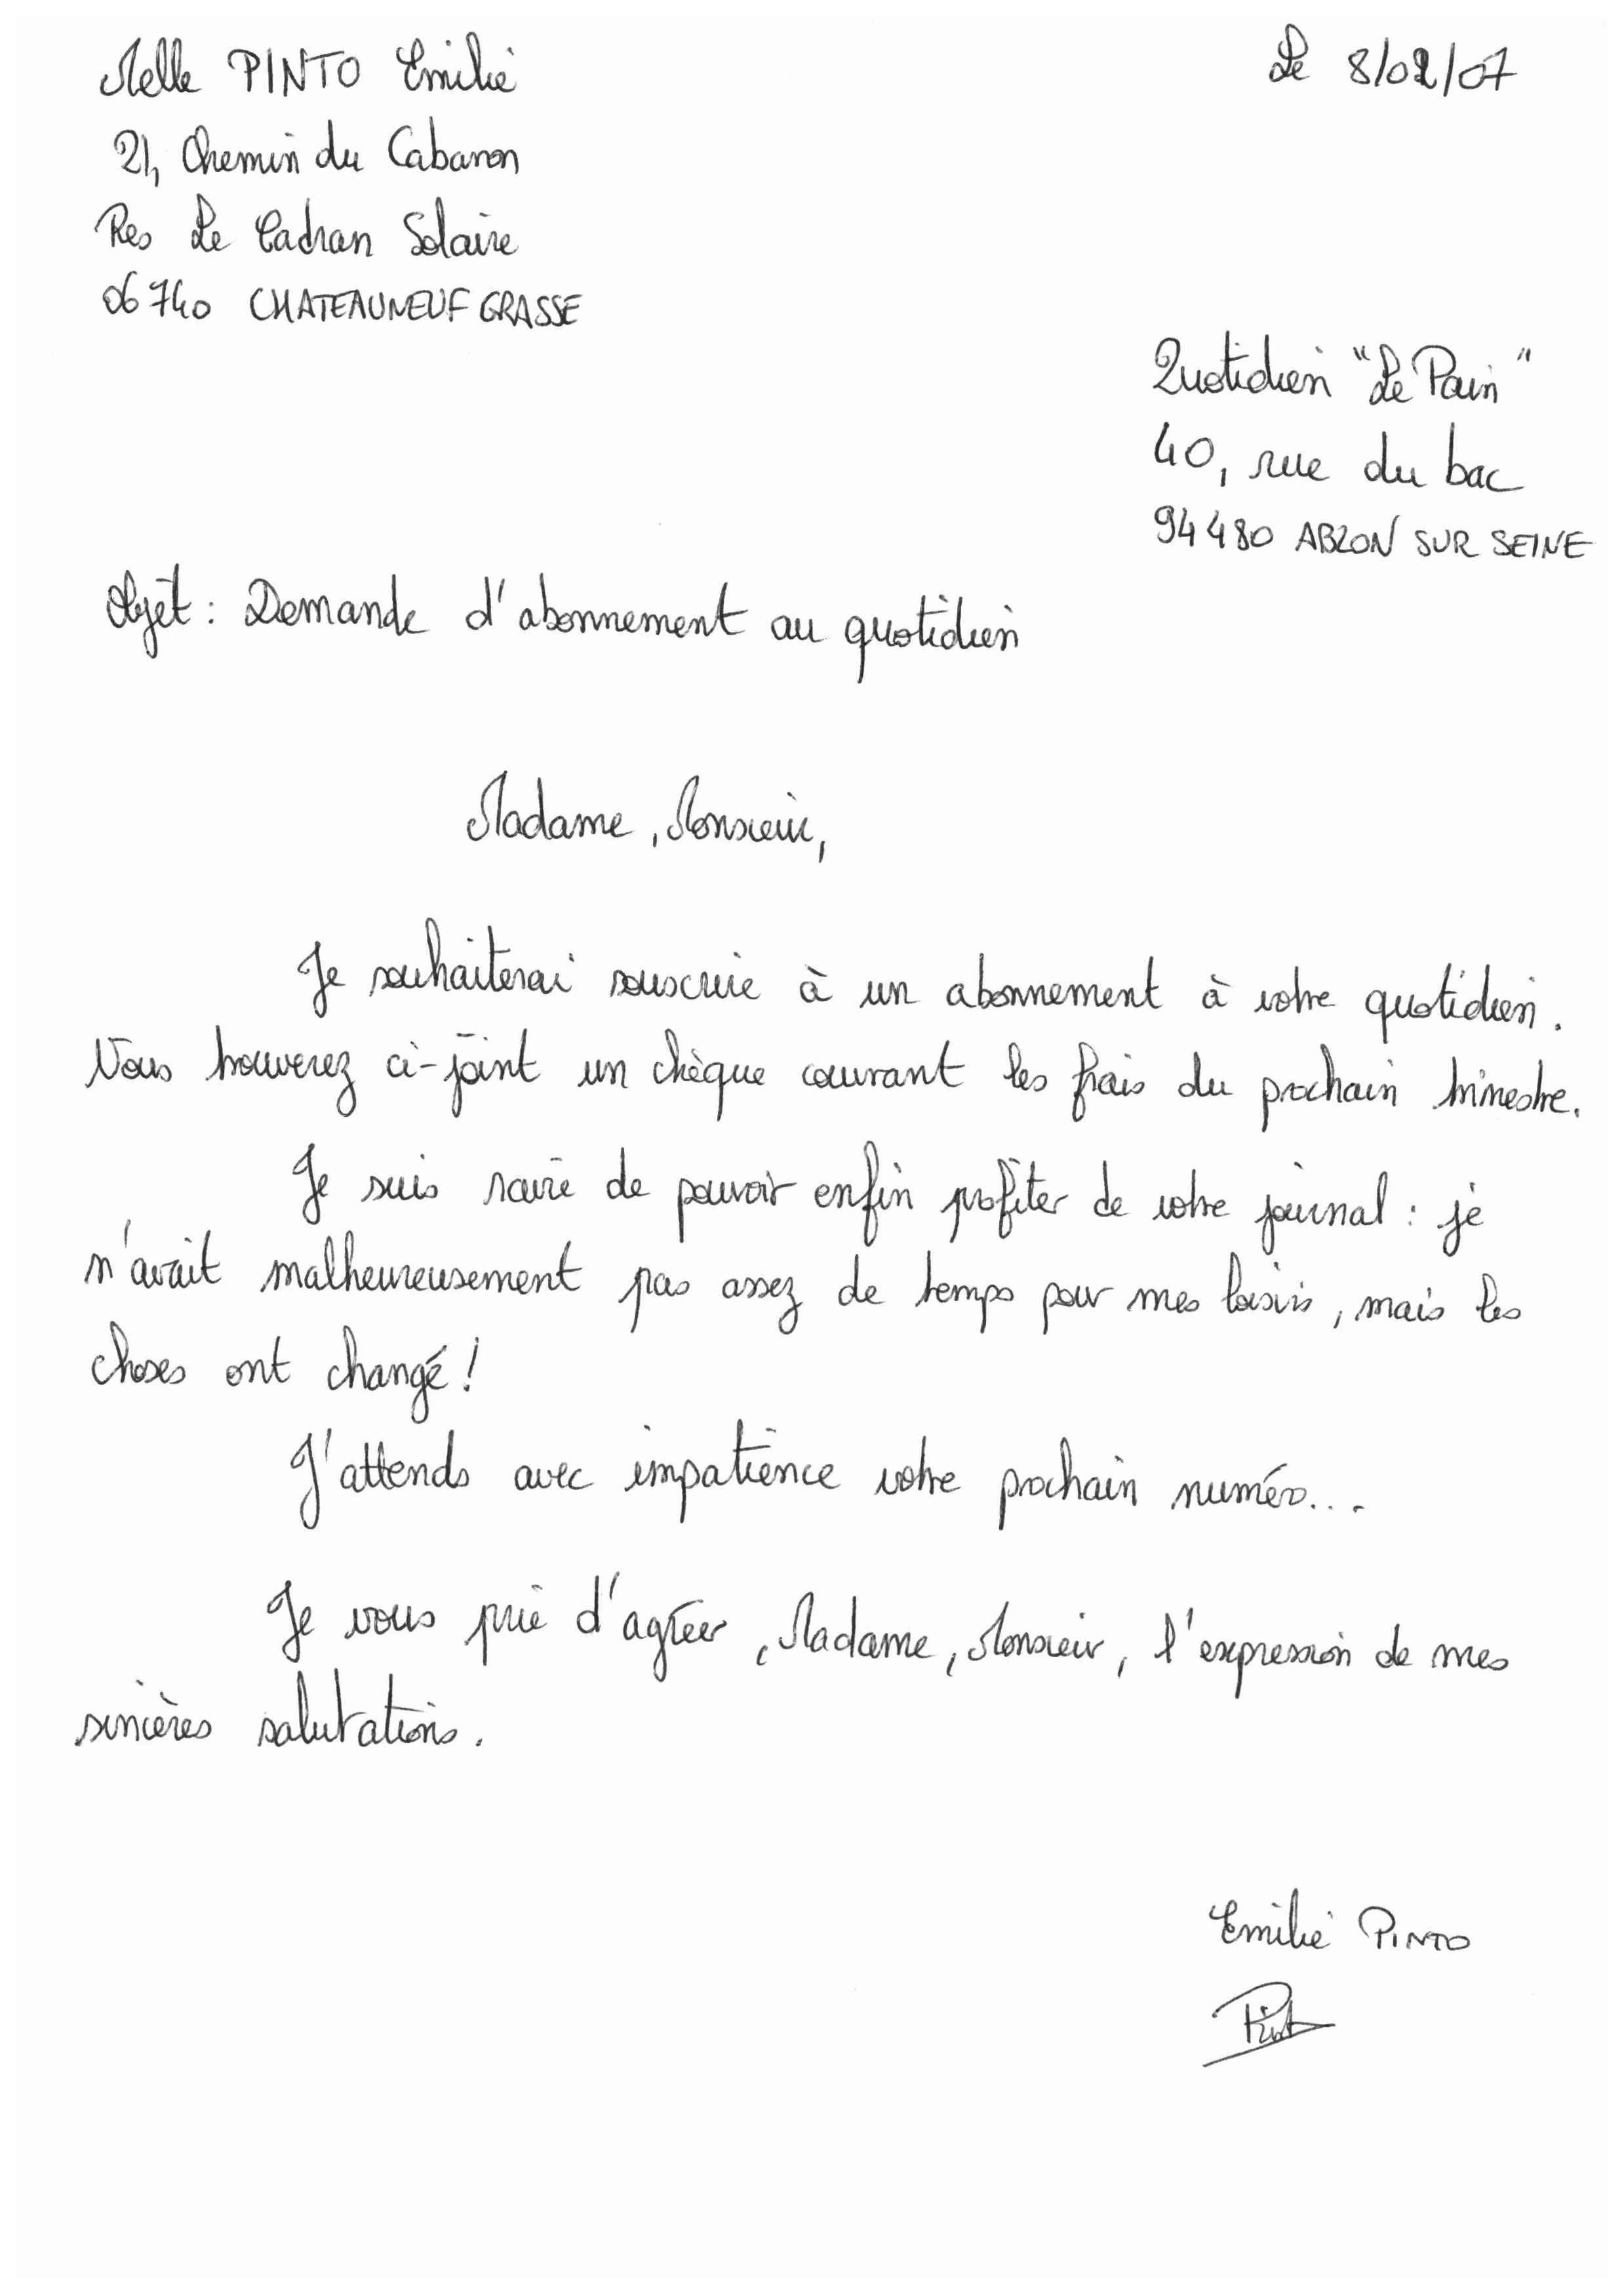 Melle PINTO Emilie
Le 8/02/07
21, Chemin du Cabanon
Res Le Cadran Solaire
06740 CHATEAUNEUF GRASSE
Quotidien "Le Pain"
40, rue du bac
94480 ABLON SUR SEINE
Objet : Demande d'abonnement au quotidien
Madame, Monsieur,
Je souhaiterai souscrire à un abonnement à votre quotidien.
Vous trouverez ci-joint un chèque couvrant les frais du prochain trimestre.
Je suis ravie de pouvoir enfin profiter de votre journal : je
n'avait malheureusement pas assez de temps pour mes loisirs, mais les
choses ont changé !
J'attends avec impatience votre prochain numéro...
Je vous prie d'agréer, Madame, Monsieur, l'expression de mes
sincères salutations.
Emilie PINTO
Pinto